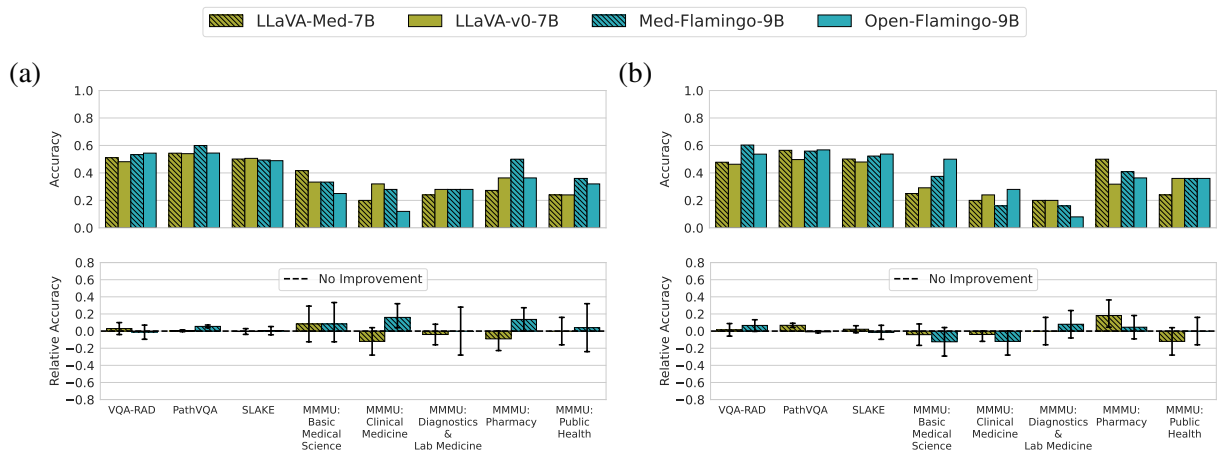 LLaVA-Med-7B LLaVA-v0-7B Med-Flamingo-9B Open-Flamingo-9B
(a)
1.0
0.8
0.6
0.4
0.2
0.0
Accuracy
0.8
0.6
0.4
0.2
0.0
−0.2
−0.4
−0.6
−0.8
Relative Accuracy
No Improvement
VQA-RAD PathVQA SLAKE MMMU: MMMU: MMMU: MMMU: MMMU:
Basic Clinical Diagnostics Pharmacy Public
Medical Medicine & Health
Science Lab Medicine
(b)
1.0
0.8
0.6
0.4
0.2
0.0
Accuracy
0.8
0.6
0.4
0.2
0.0
−0.2
−0.4
−0.6
−0.8
Relative Accuracy
No Improvement
VQA-RAD PathVQA SLAKE MMMU: MMMU: MMMU: MMMU: MMMU:
Basic Clinical Diagnostics Pharmacy Public
Medical Medicine & Health
Science Lab Medicine